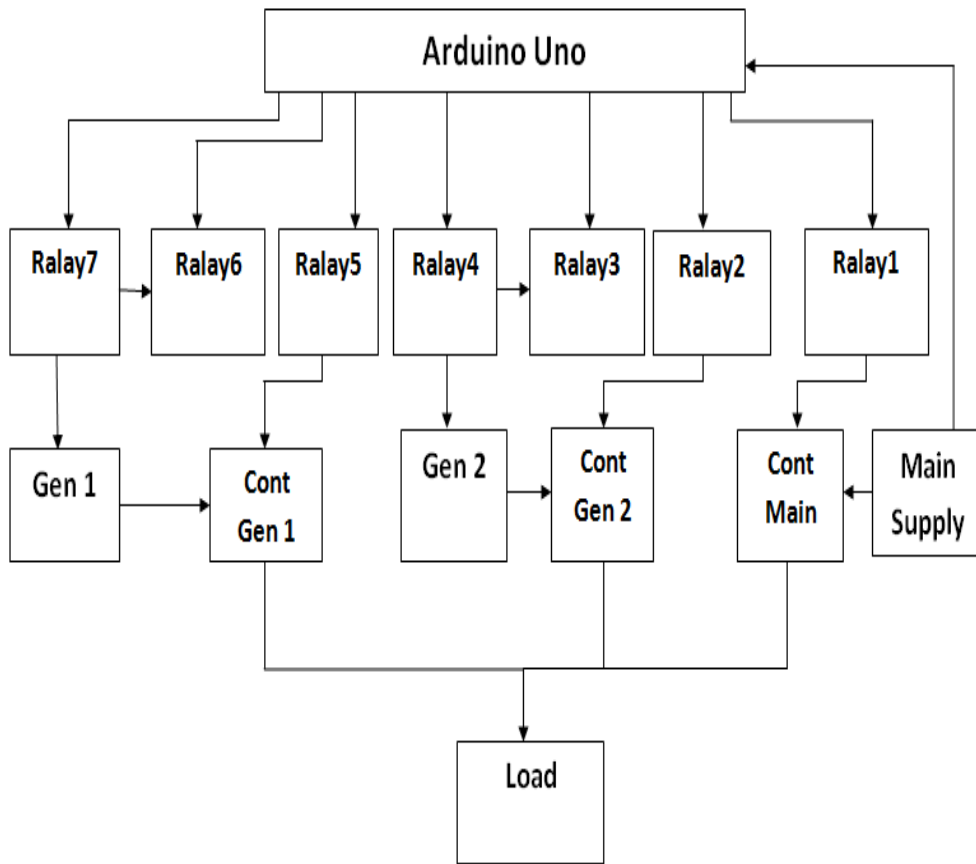 Arduino Uno
Ralay7
Ralay6
Ralay5
Ralay4
Ralay3
Ralay2
Ralay1
Gen 1
Cont
Gen 1
Gen 2
Cont
Gen 2
Cont
Main
Main
Supply
Load